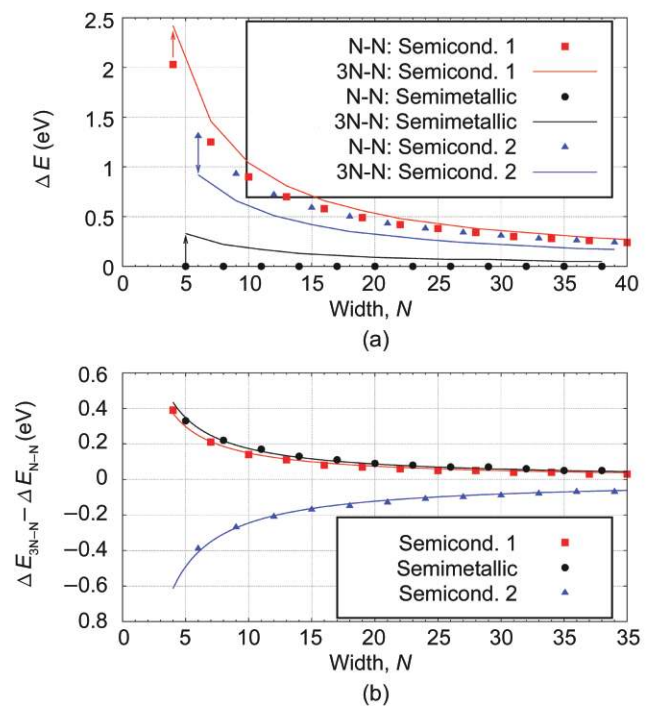 2.5
2
1.5
1
0.5
0
ΔE (eV)
N-N: Semicond. 1
3N-N: Semicond. 1
N-N: Semimetallic
3N-N: Semimetallic
N-N: Semicond. 2
3N-N: Semicond. 2
0 5 10 15 20 25 30 35 40
Width, N
(a)
0.6
0.4
0.2
0
−0.2
−0.4
−0.6
0.8
ΔE3N–N − ΔEN–N (eV)
Semicond. 1
Semimetallic
Semicond. 2
0 5 10 15 20 25 30 35 35
Width, N
(b)